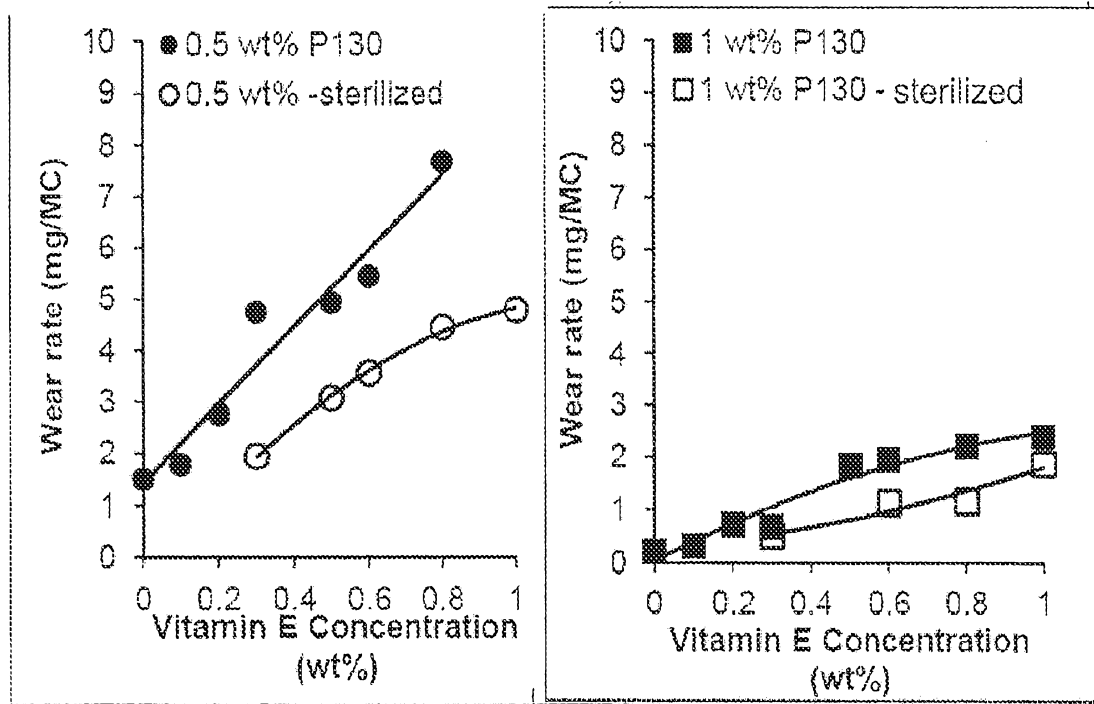 10
9
8
7
6
5
4
3
2
1
0
Wear rate (mg/MC)
0.5 wt% P130
0.5 wt% -sterilized
0 0.2 0.4 0.6 0.8 1
Vitamin E Concentration
(wt%)
10
9
8
7
6
5
4
3
2
1
0
Wear rate (mg/MC)
1 wt% P130
1 wt% P130 - sterilized
0 0.2 0.4 0.6 0.8 1
Vitamin E Concentration
(wt%)